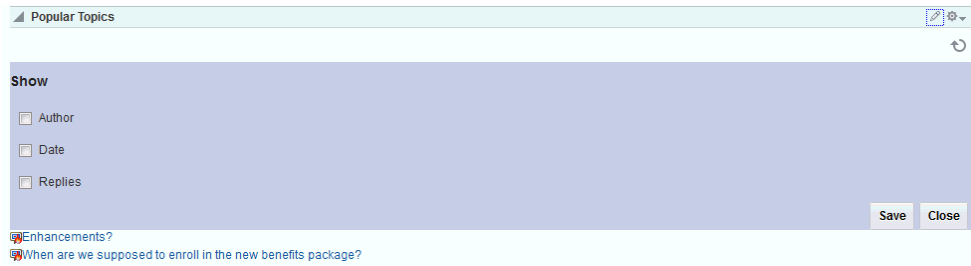 Popular Topics
Show
Author
Date
Replies
Save Close
Enhancements?
When are we supposed to enroll in the new benefits package?